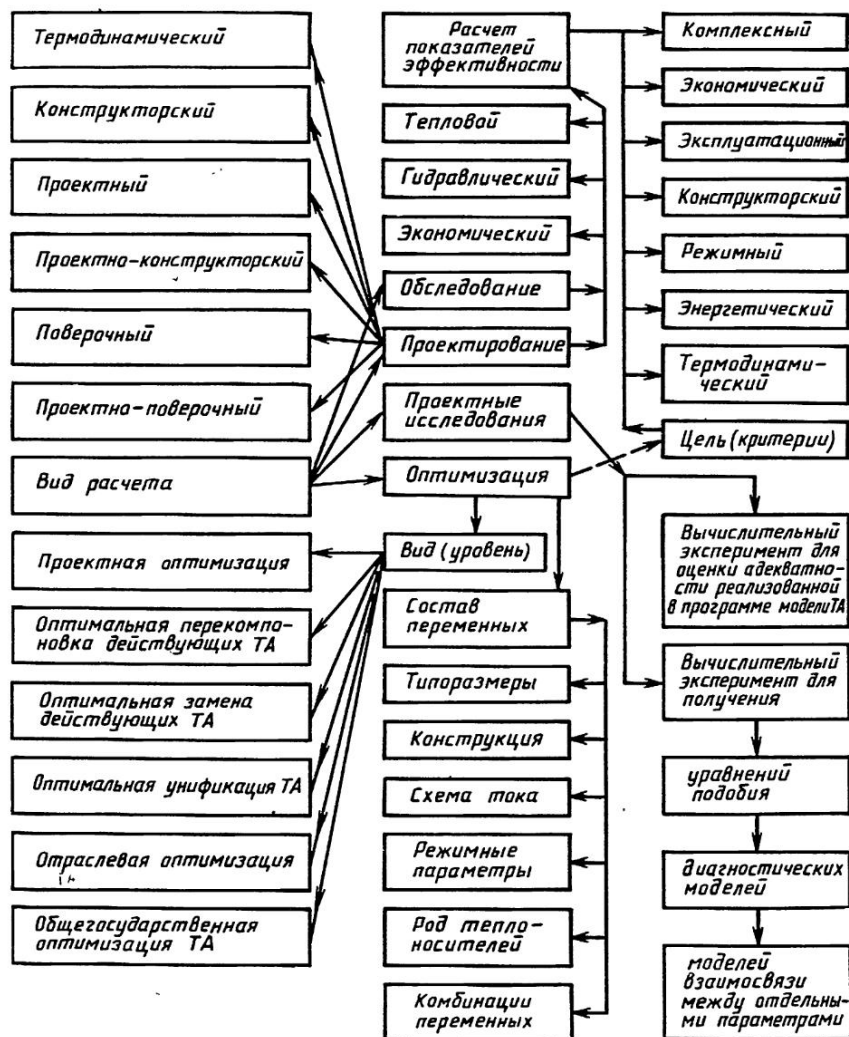 Термодинамический
Конструкторский
Проектный
Проектно-конструкторский
Поверочный
Проектно-поверочный
Вид расчета
Проектная оптимизация
Оптимальная перекомпо-
новка действующих ТА
Оптимальная замена
действующих ТА
Оптимальная унификация ТА
Отраслевая оптимизация
Общегосударственная
оптимизация ТА
Расчет
показателей
эффективности
Тепловой
Гидравлический
Экономический
Обследование
Проектирование
Проектные
исследования
Оптимизация
Вид (уровень)
Состав
переменных
Типоразмеры
Конструкция
Схема тока
Режимные
параметры
Род тепло-
носителей
Комбинации
переменных
Комплексный
Экономический
Эксплуатационный
Конструкторский
Режимный
Энергетический
Термодинами-
ческий
Цель (критерии)
Вычислительный
эксперимент для
оценки адекватно-
сти реализованной
в программе модели ТА
Вычислительный
эксперимент для
получения
уравнений
подобия
диагностических
моделей
моделей
взаимосвязи
между отдельны-
ми параметрами